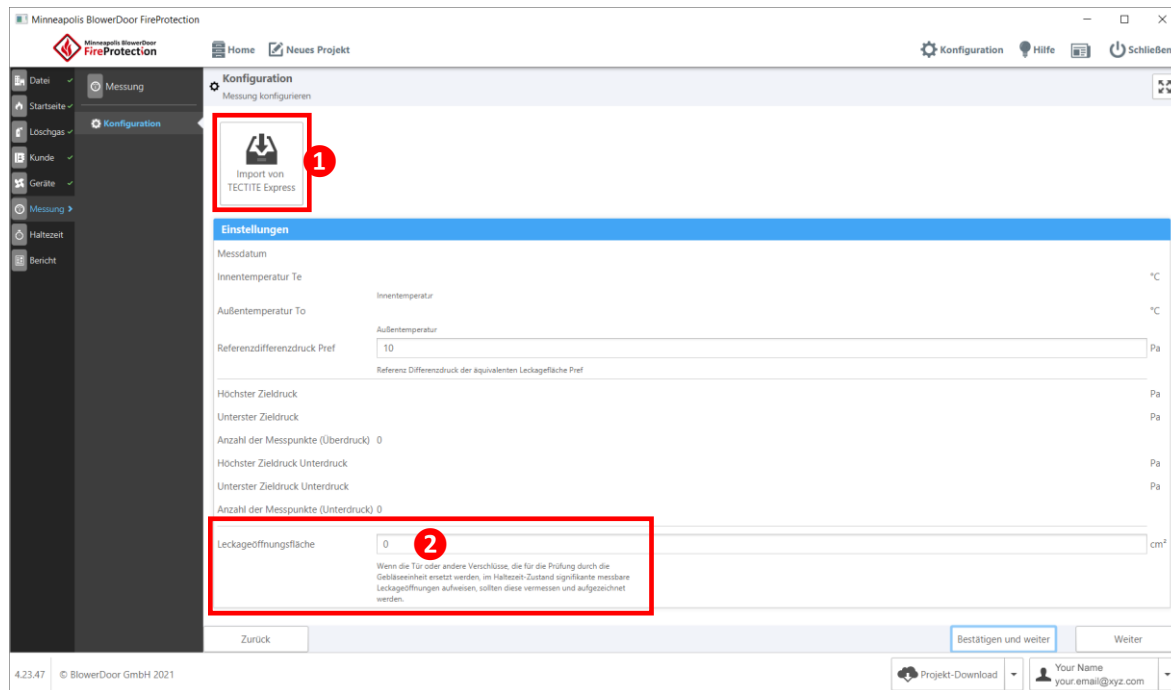 Minneapolis BlowerDoor FireProtection
Minneapolis BlowerDoor
FireProtection
Home
Neues Projekt
Konfiguration
Hilfe
Schließen
Datei
Startseite
Löschgas
Kunde
Geräte
Messung
Haltezeit
Bericht
Messung
Konfiguration
Konfiguration
Messung konfigurieren
Import von
TECTITE Express
1
Einstellungen
Messdatum
Innentemperatur Te °C
Innentemperatur
Außentemperatur To °C
Außentemperatur
Referenzdifferenzdruck Pref 10 Pa
Referenz Differenzdruck der äquivalenten Leckagefläche Pref
Höchster Zieldruck Pa
Unterster Zieldruck Pa
Anzahl der Messpunkte (Überdruck) 0
Höchster Zieldruck Unterdruck Pa
Unterster Zieldruck Unterdruck Pa
Anzahl der Messpunkte (Unterdruck) 0
Leckageöffnungsfläche 0 2 cm²
Wenn die Tür oder andere Verschlüsse, die für die Prüfung durch die
Gebläseeinheit ersetzt werden, im Haltezeit-Zustand signifikante messbare
Leckageöffnungen aufweisen, sollten diese vermessen und aufgezeichnet
werden.
Zurück
Bestätigen und weiter
Weiter
4.23.47
© BlowerDoor GmbH 2021
Projekt-Download
Your Name
your.email@xyz.com